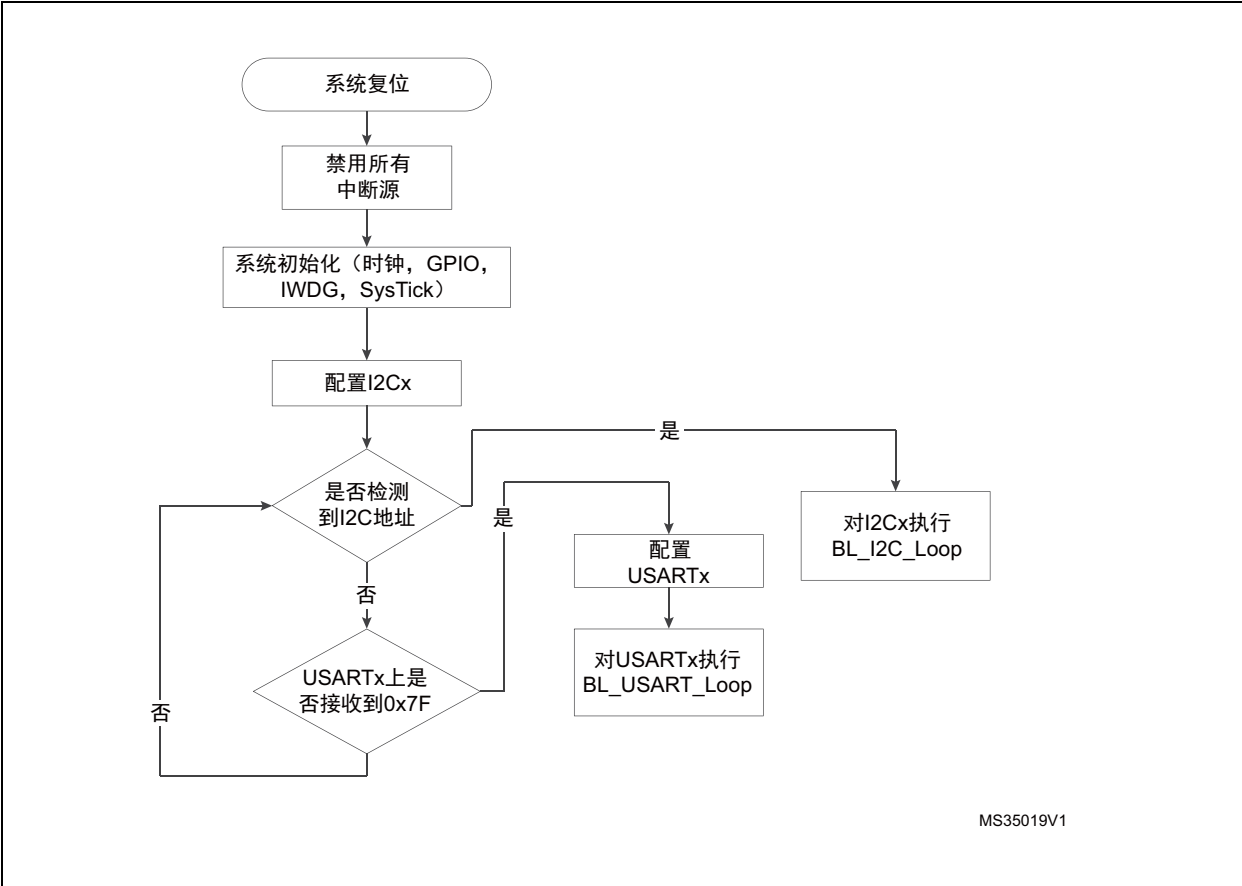 系统复位
禁用所有
中断源
系统初始化（时钟，GPIO，
IWDG，SysTick）
配置I2Cx
是否检测
到I2C地址
是
对I2Cx执行
BL_I2C_Loop
是
配置
USARTx
对USARTx执行
BL_USART_Loop
否
USARTx上是
否接收到0x7F
否
MS35019V1